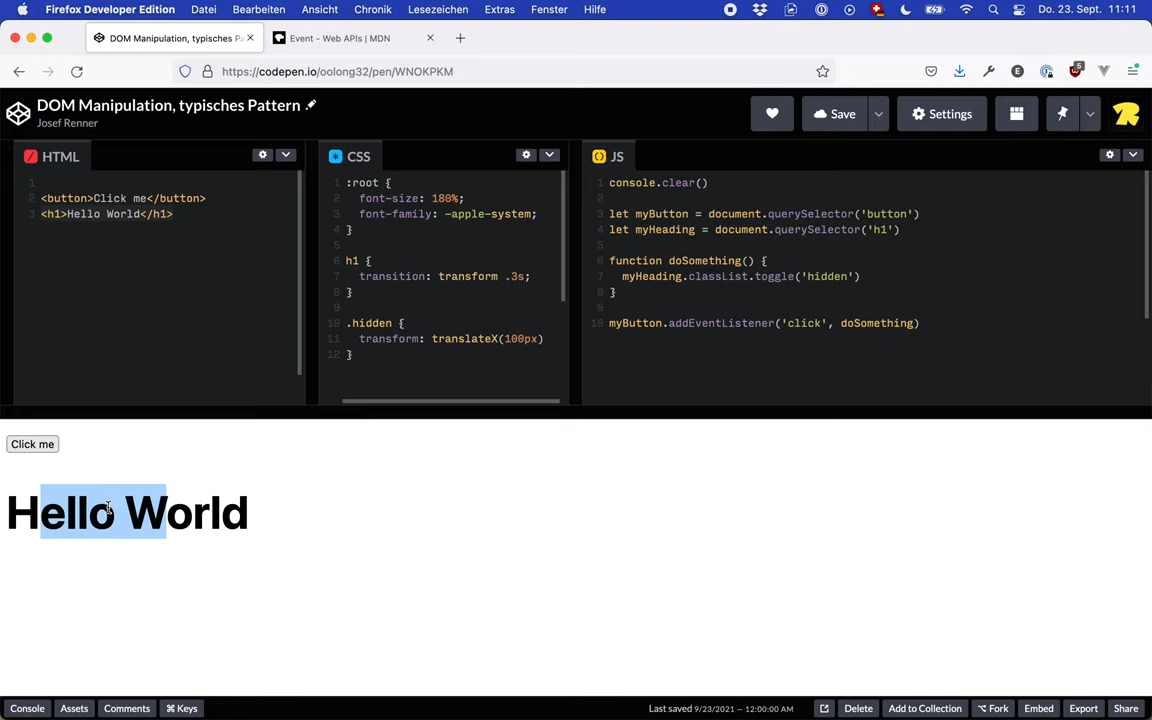 Firefox Developer Edition Datei Bearbeiten Ansicht Chronik Lesezeichen Extras Fenster Hilfe Do. 23. Sept. 11:11
DOM Manipulation, typisches Pa Event - Web APIs | MDN
https://codepen.io/oolong32/pen/WNOKPKM 5
DOM Manipulation, typisches Pattern
Josef Renner
Save Settings
HTML
1
2 <button>Click me</button>
3 <h1>Hello World</h1>
CSS
1 :root {
2 font-size: 180%;
3 font-family: -apple-system;
4 }
5
6 h1 {
7 transition: transform .3s;
8 }
9
10 .hidden {
11 transform: translateX(100px)
12 }
JS
1 console.clear()
2
3 let myButton = document.querySelector('button')
4 let myHeading = document.querySelector('h1')
5
6 function doSomething() {
7 myHeading.classList.toggle('hidden')
8 }
9
10 myButton.addEventListener('click', doSomething)
Click me
Hello World
Console Assets Comments ⌘ Keys Last saved 9/23/2021 — 12:00:00 AM Delete Add to Collection ⌥ Fork Embed Export Share